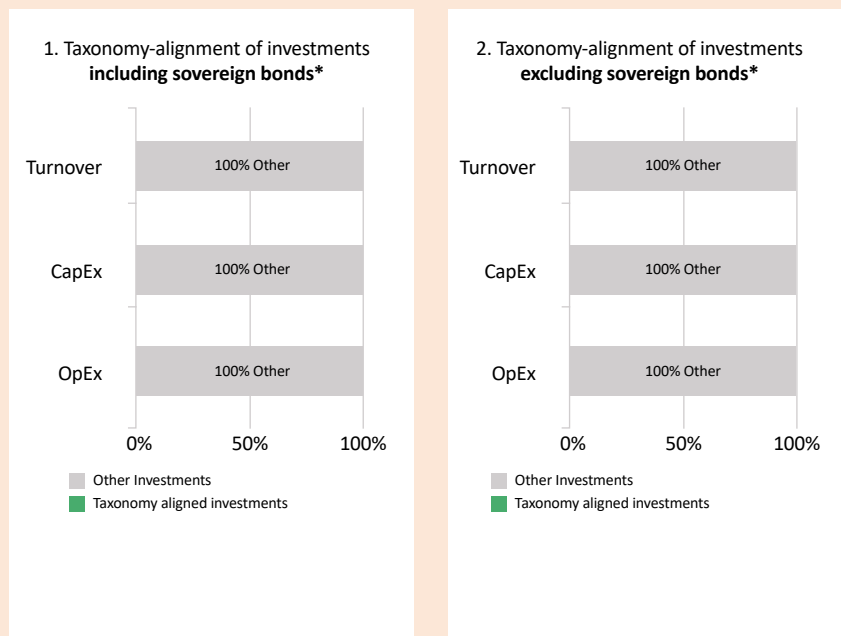 1. Taxonomy-alignment of investments
including sovereign bonds*
Turnover
100% Other
CapEx
100% Other
OpEx
100% Other
0%
50%
100%
Other Investments
Taxonomy aligned investments
2. Taxonomy-alignment of investments
excluding sovereign bonds*
Turnover
100% Other
CapEx
100% Other
OpEx
100% Other
0%
50%
100%
Other Investments
Taxonomy aligned investments